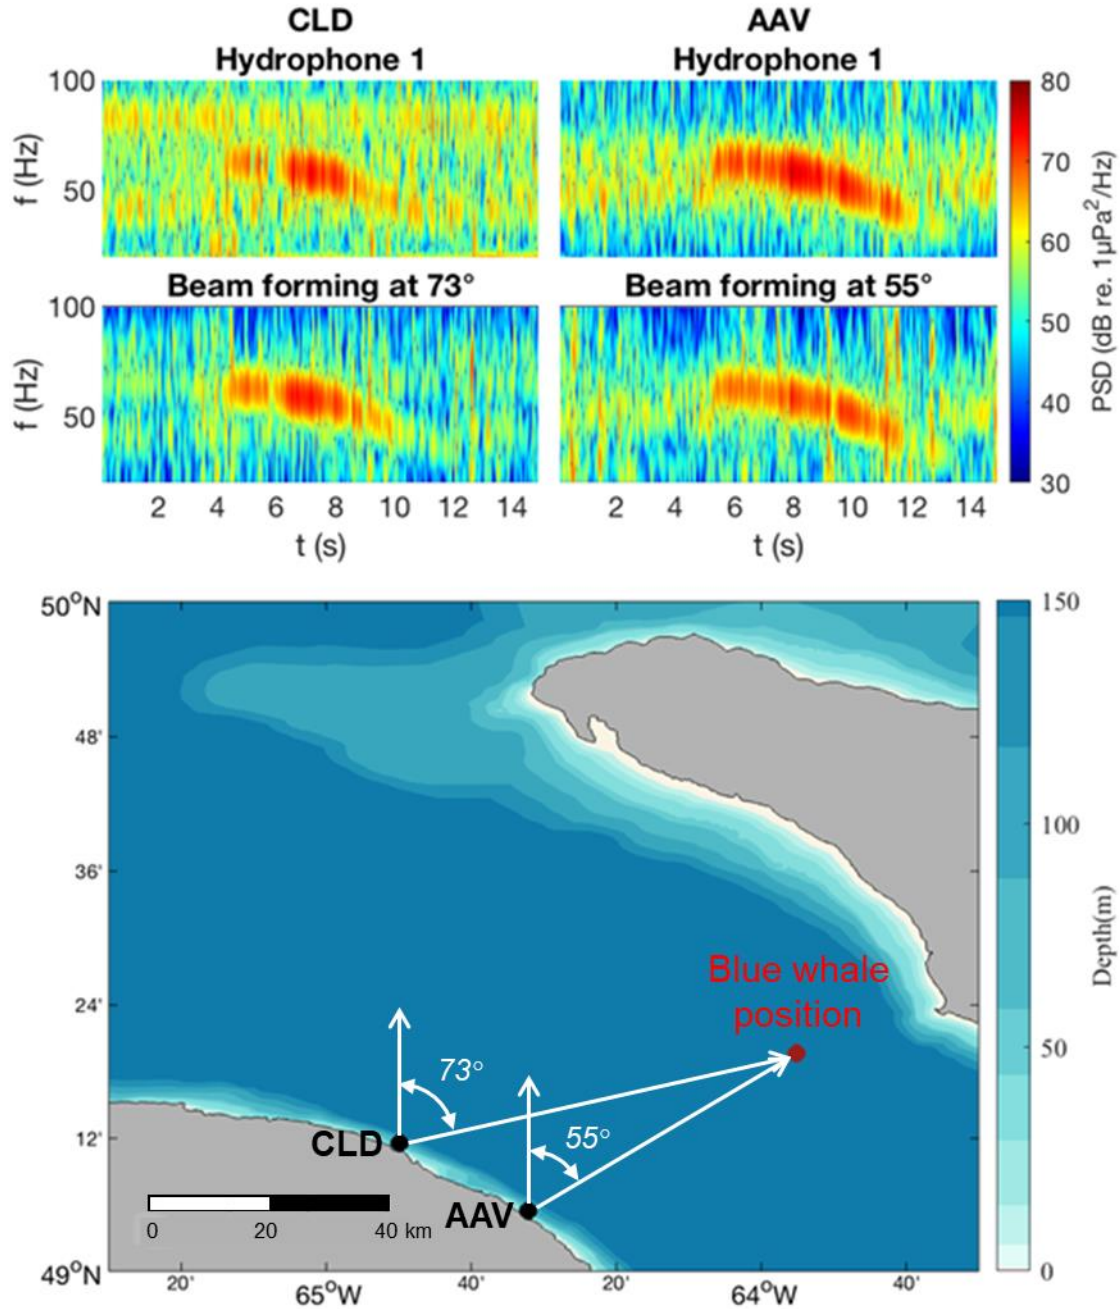 CLD
Hydrophone 1
AAV
Hydrophone 1
100
50
f (Hz)
80
70
60
50
40
30
PSD (dB re. 1µPa²/Hz)
Beam forming at 73°
Beam forming at 55°
100
50
f (Hz)
2 4 6 8 10 12 14
t (s)
2 4 6 8 10 12 14
t (s)
50°N
48'
36'
24'
12'
49°N
Blue whale
position
73°
55°
CLD
AAV
0 20 40 km
20' 65°W 40' 20' 64°W 40'
150
100
50
0
Depth(m)